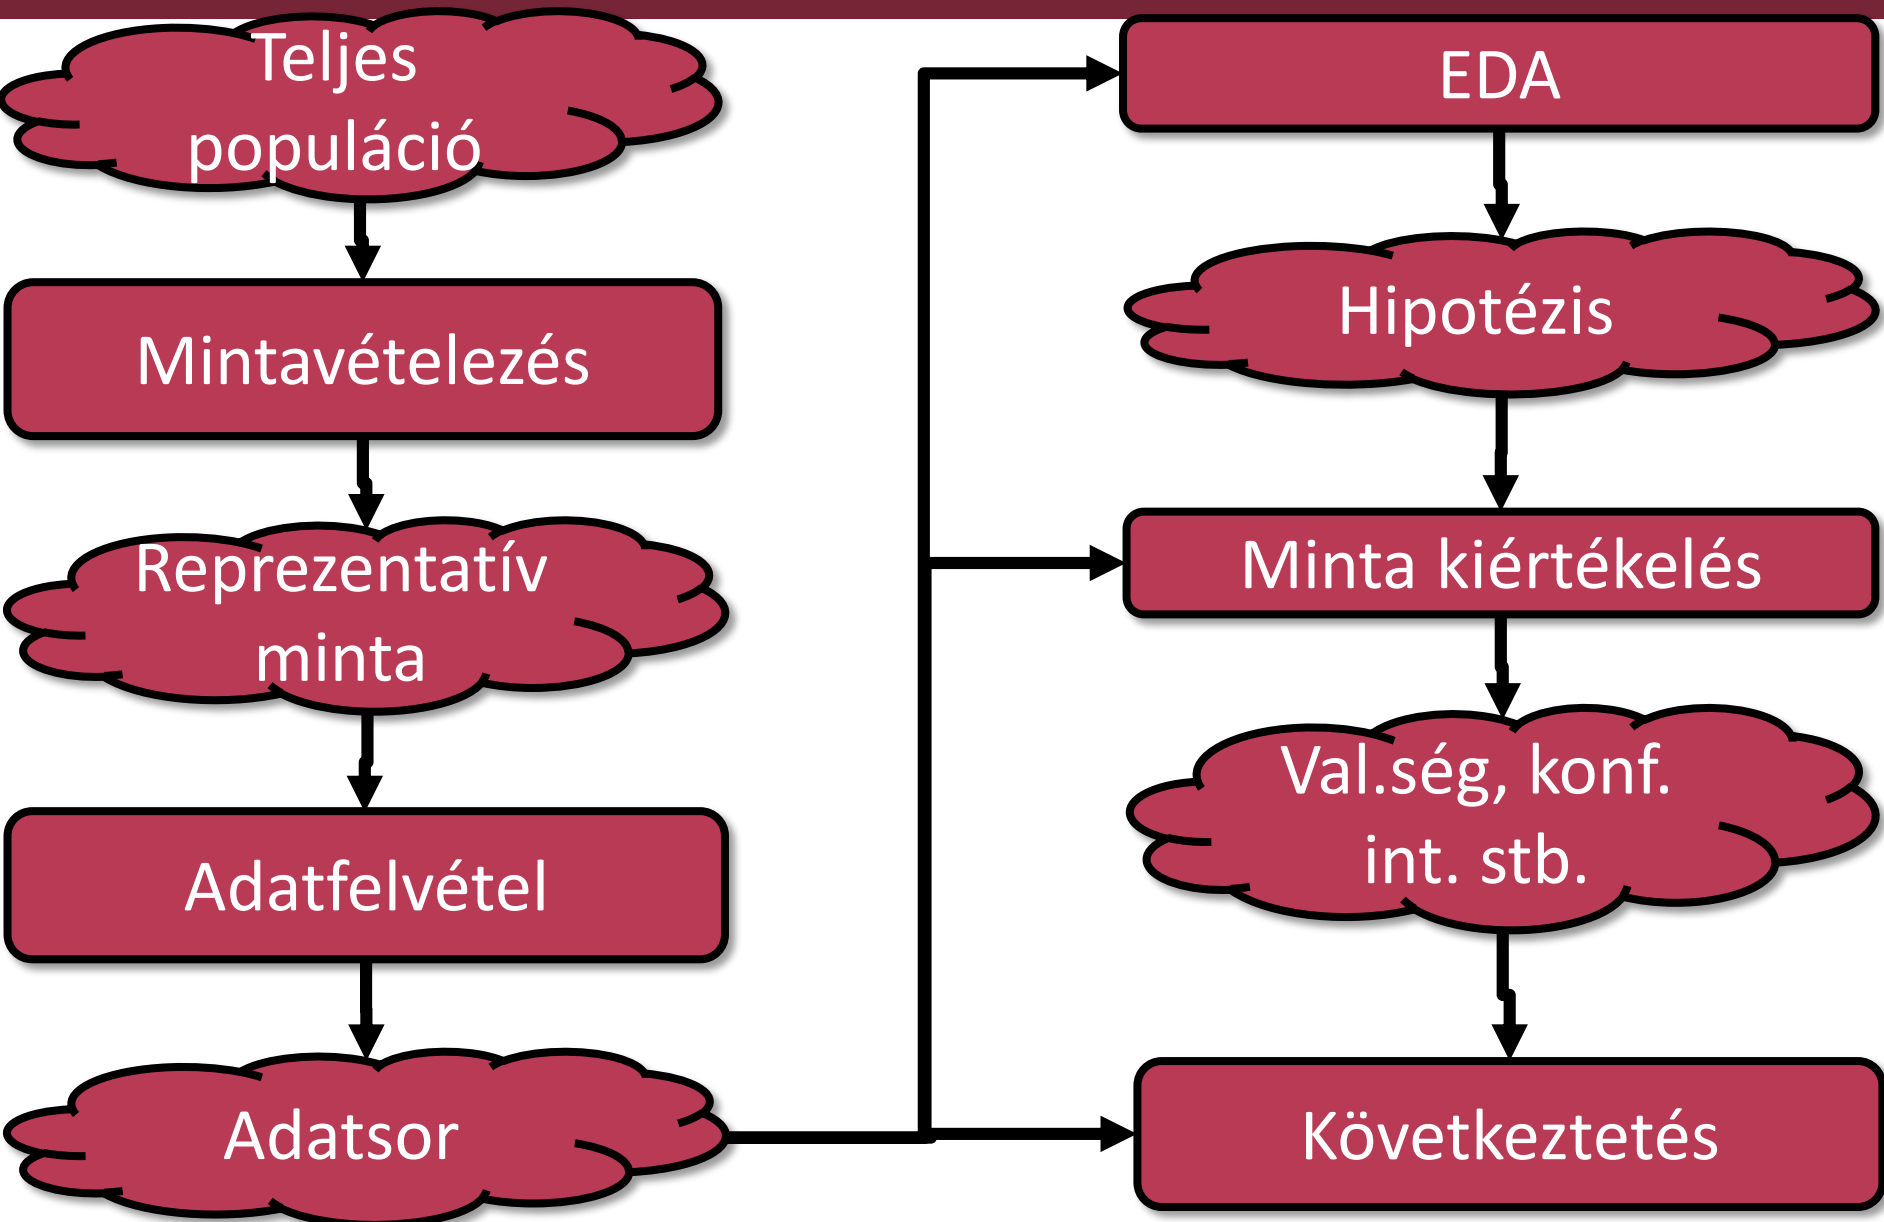 Teljes
populáció
Mintavételezés
Reprezentatív
minta
Adatfelvétel
Adatsor
EDA
Hipotézis
Minta kiértékelés
Val.ség, konf.
int. stb.
Következtetés